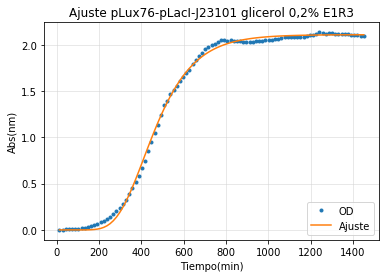 Ajuste pLux76-pLacI-J23101 glicerol 0,2% E1R3
Abs(nm)
2.0
1.5
1.0
0.5
0.0
0 200 400 600 800 1000 1200 1400
Tiempo(min)
OD
Ajuste